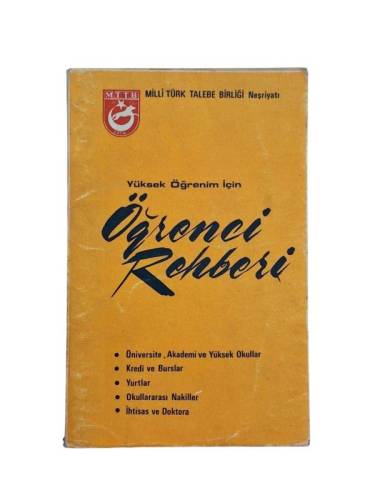 M.T.T.B.
MİLLİ TÜRK TALEBE BİRLİĞİ Neşriyatı
Yüksek Öğrenim İçin
Öğrenci
Rehberi
• Üniversite, Akademi ve Yüksek Okullar
• Kredi ve Burslar
• Yurtlar
• Okullararası Nakiller
• İhtisas ve Doktora